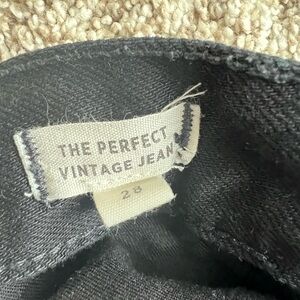 THE PERFECT
VINTAGE JEAN
28